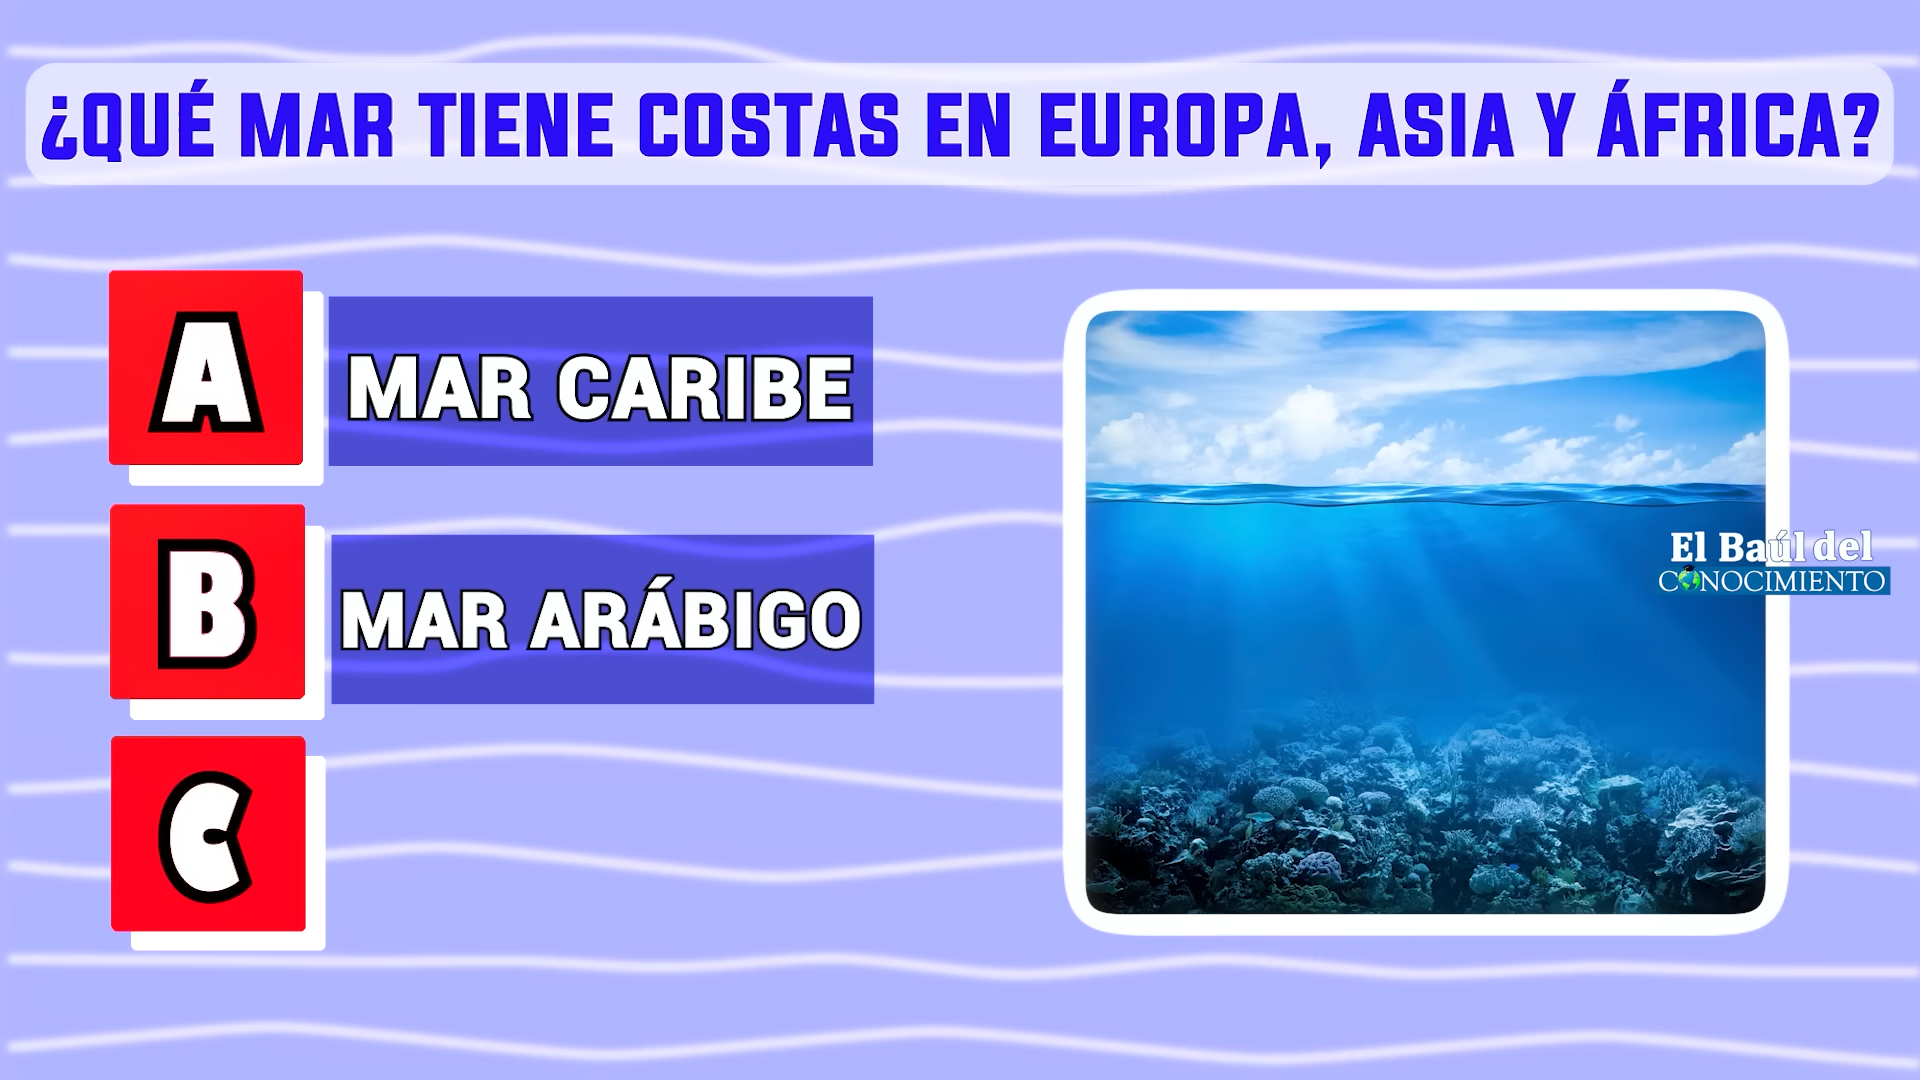 ¿QUÉ MAR TIENE COSTAS EN EUROPA, ASIA Y ÁFRICA?
A
MAR CARIBE
B
MAR ARÁBIGO
C
El Baúl del
CONOCIMIENTO